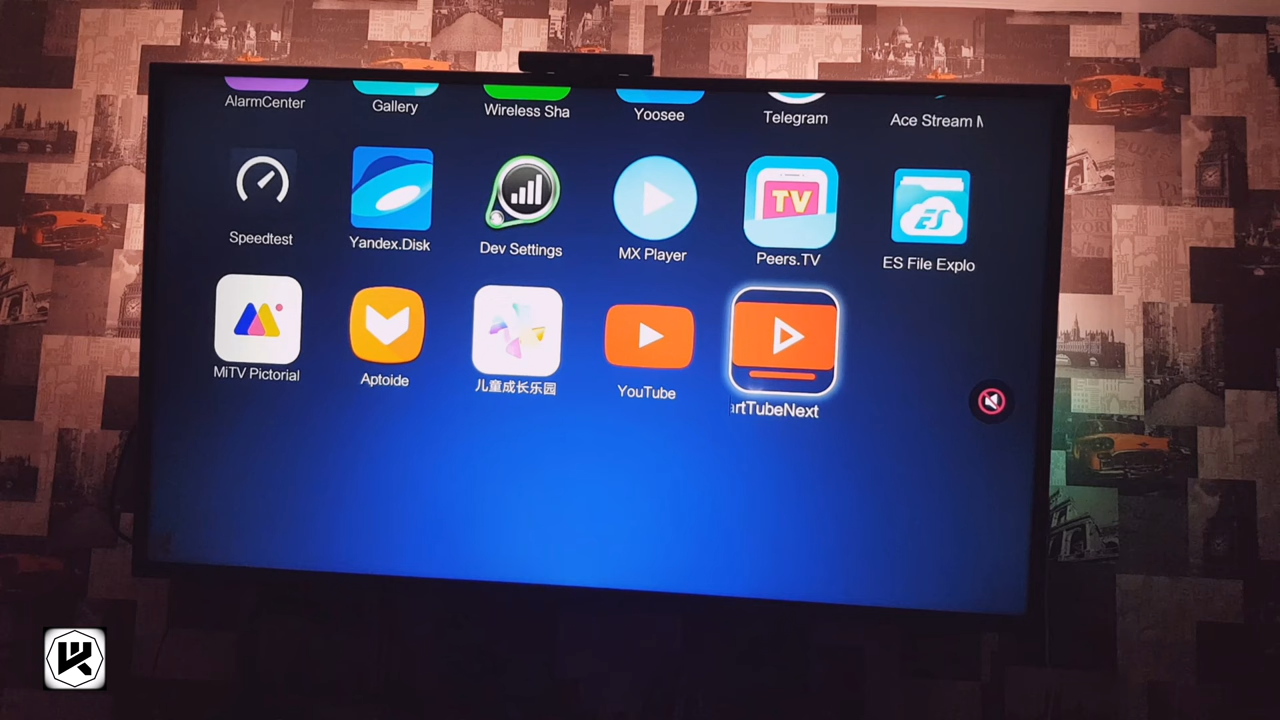 AlarmCenter
Gallery
Wireless Sha
Yoosee
Telegram
Ace Stream M
Speedtest
Yandex.Disk
Dev Settings
MX Player
TV
Peers.TV
ES
ES File Explo
MiTV Pictorial
Aptoide
儿童成长乐园
YouTube
artTubeNext